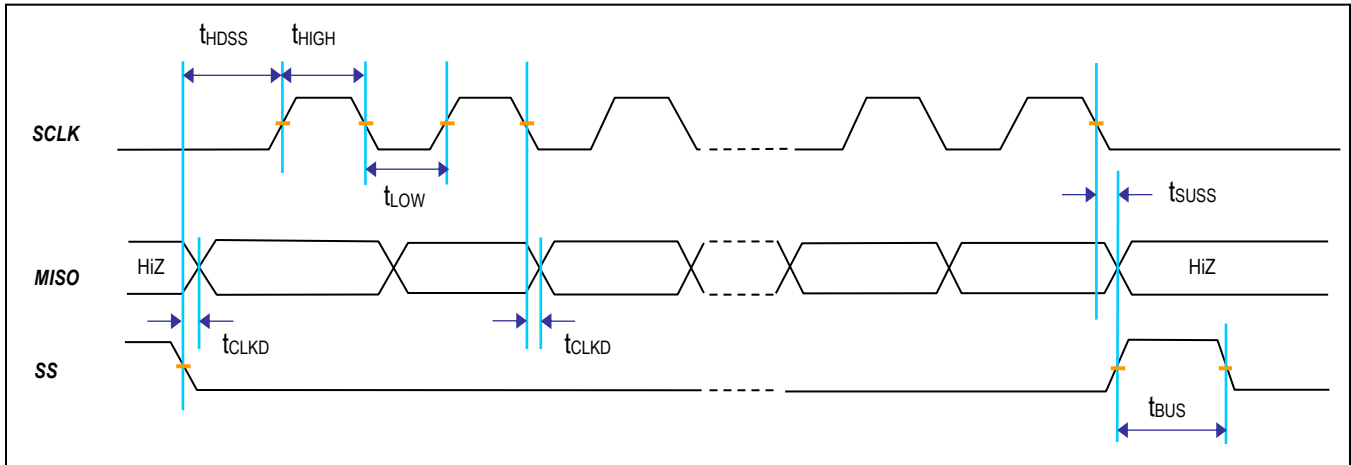 tHDSS tHIGH
SCLK
tLOW
tSUSS
HiZ HiZ
MISO
tCLKD tCLKD
SS
tBUS